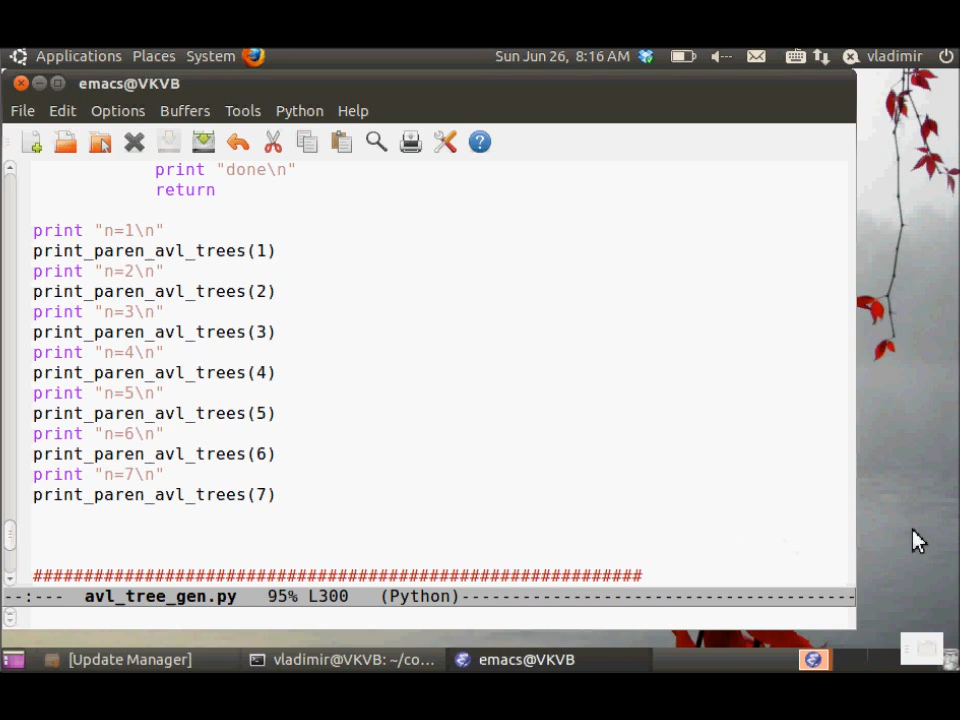 Applications Places System Sun Jun 26, 8:16 AM vladimir
emacs@VKVB
File Edit Options Buffers Tools Python Help
print "done\n"
return
print "n=1\n"
print_paren_avl_trees(1)
print "n=2\n"
print_paren_avl_trees(2)
print "n=3\n"
print_paren_avl_trees(3)
print "n=4\n"
print_paren_avl_trees(4)
print "n=5\n"
print_paren_avl_trees(5)
print "n=6\n"
print_paren_avl_trees(6)
print "n=7\n"
print_paren_avl_trees(7)
############################################################
--:--- avl_tree_gen.py 95% L300 (Python)---------------------------------------
[Update Manager] vladimir@VKVB: ~/co... emacs@VKVB